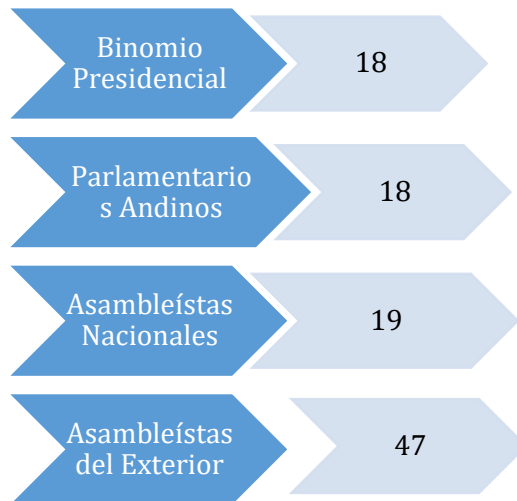 Binomio
Presidencial
18
Parlamentario
s Andinos
18
Asambleístas
Nacionales
19
Asambleístas
del Exterior
47